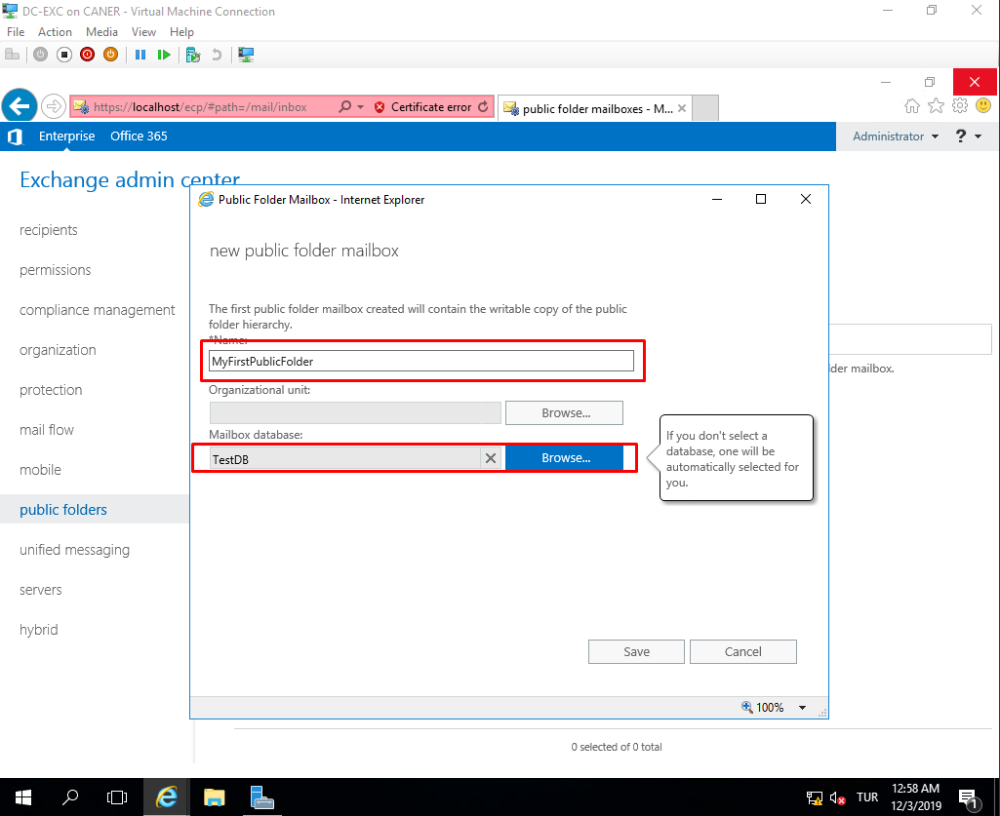 DC-EXC on CANER - Virtual Machine Connection
File Action Media View Help
https://localhost/ecp/#path=/mail/inbox
Certificate error
public folder mailboxes - M...
Enterprise Office 365
Administrator ?
Exchange admin center
recipients
permissions
compliance management
organization
protection
mail flow
mobile
public folders
unified messaging
servers
hybrid
Public Folder Mailbox - Internet Explorer
new public folder mailbox
The first public folder mailbox created will contain the writable copy of the public
folder hierarchy.
*Name:
MyFirstPublicFolder
Organizational unit:
Browse...
Mailbox database:
TestDB
Browse...
If you don't select a
database, one will be
automatically selected for
you.
lder mailbox.
Save Cancel
100%
0 selected of 0 total
TUR
12:58 AM
12/3/2019
1